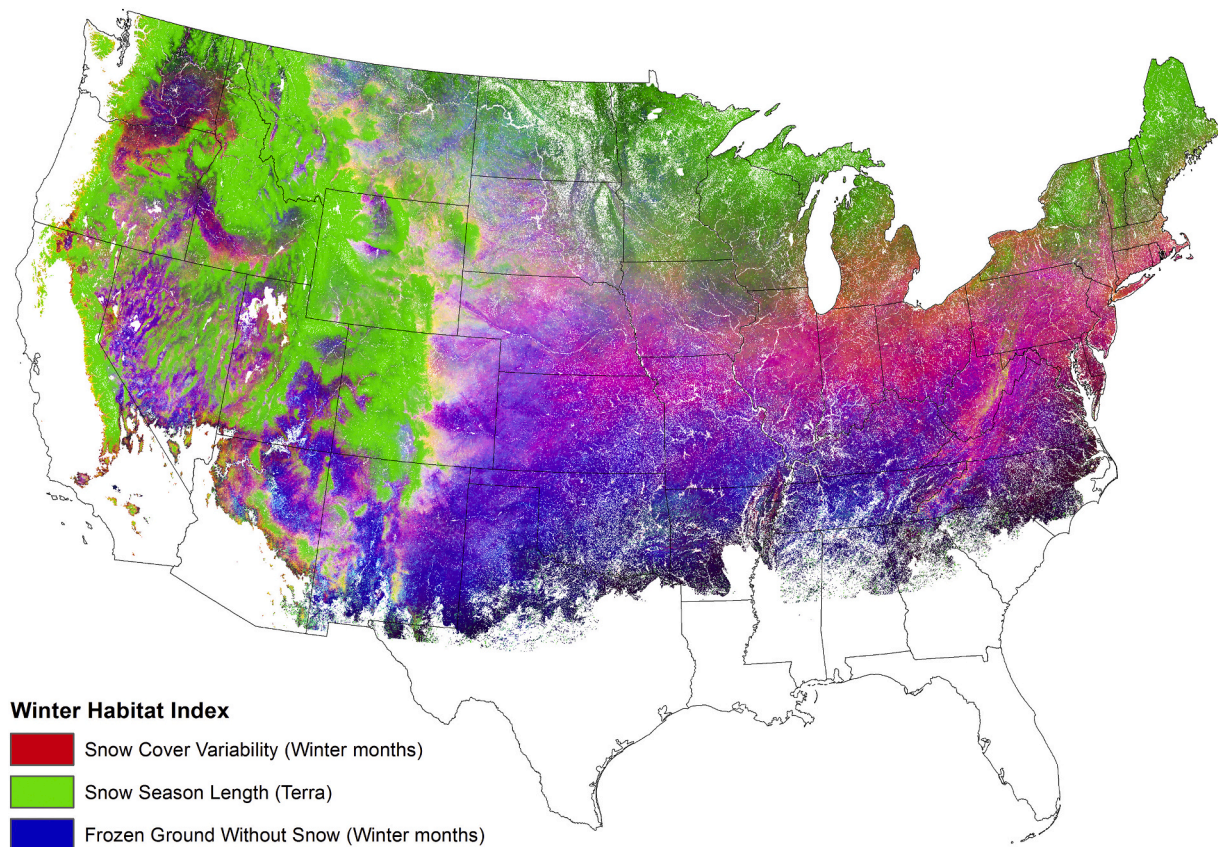 Winter Habitat Index
Snow Cover Variability (Winter months)
Snow Season Length (Terra)
Frozen Ground Without Snow (Winter months)